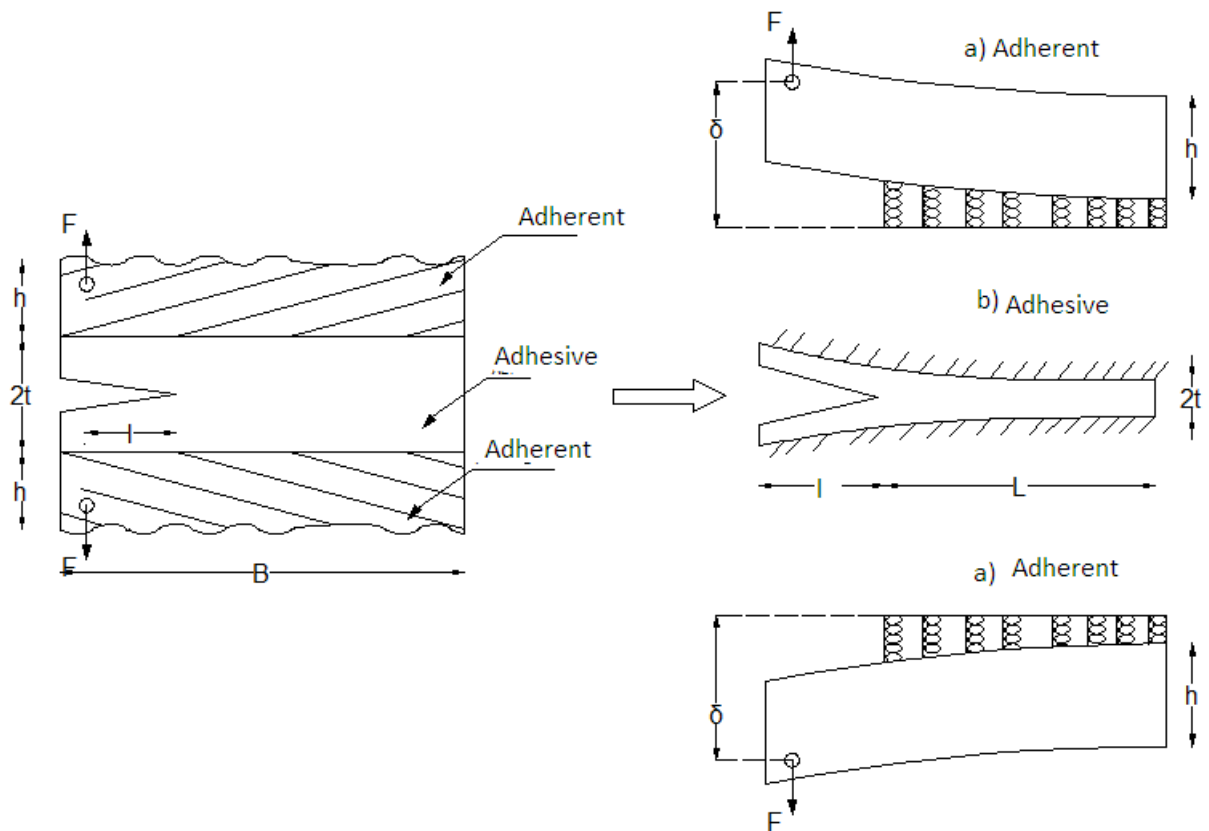 F
a) Adherent
δ
h
F
Adherent
h
b) Adhesive
2t
Adhesive
2t
l
Adherent
h
l
L
F
B
a) Adherent
δ
h
F